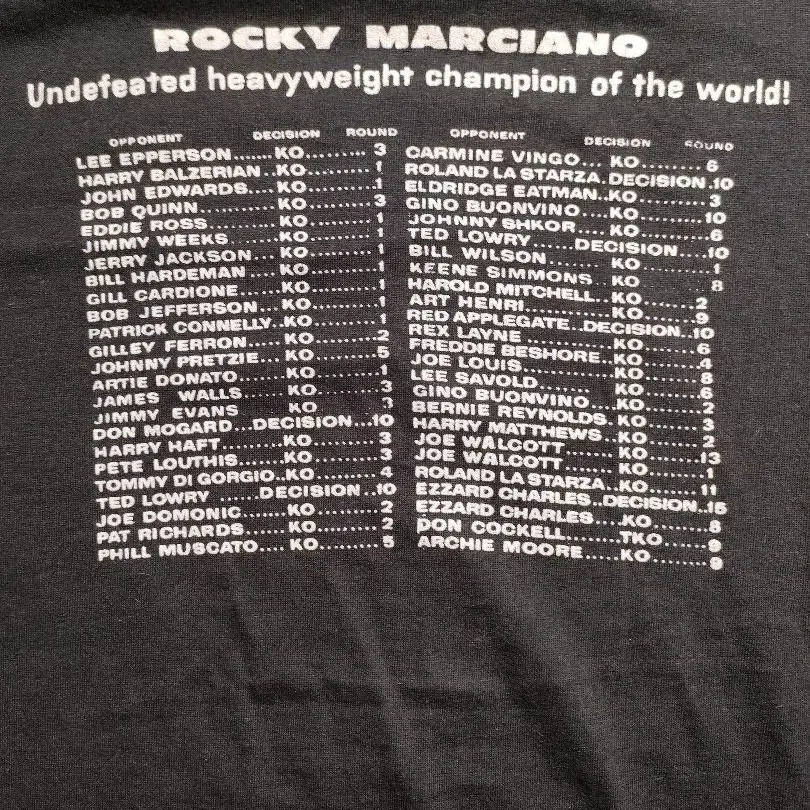 ROCKY MARCIANO
Undefeated heavyweight champion of the world!
OPPONENT DECISION ROUND
LEE EPPERSON.......KO......... 3
HARRY BALZERIAN..KO.........1
JOHN EDWARDS....KO.........1
BOB QUINN..........KO.........3
EDDIE ROSS.........KO.........1
JIMMY WEEKS.......KO.........1
JERRY JACKSON....KO.........1
BILL HARDEMAN....KO.........1
GILL CARDIONE.....KO.........1
BOB JEFFERSON...KO.........1
PATRICK CONNELLY..KO.........1
GILLEY FERRON....KO.........2
JOHNNY PRETZIE...KO.........5
ARTIE DONATO.....KO.........1
JAMES WALLS....KO.........3
JIMMY EVANS KO 3
DON MOGARD...DECISION...10
HARRY HAFT.......KO.........3
PETE LOUTHIS.....KO.........3
TOMMY DI GORGIO..KO.........4
TED LOWRY ......DECISION..10
JOE DOMONIC......KO.........2
PAT RICHARDS.....KO.........2
PHILL MUSCATO.... KO.........5
OPPONENT DECISION ROUND
CARMINE VINGO... KO.........6
ROLAND LA STARZA.DECISION.10
ELDRIDGE EATMAN..KO.........3
GINO BUONVINO...KO.........10
JOHNNY SHKOR....KO.........6
TED LOWRY......DECISION....10
BILL WILSON........KO.........1
KEENE SIMMONS KO 8
HAROLD MITCHELL..KO.......2
ART HENRI...........KO.......9
RED APPLEGATE..DECISION..10
REX LAYNE..........KO.......6
FREDDIE BESHORE..KO.......4
JOE LOUIS..........KO.......8
LEE SAVOLD........KO.......6
GINO BUONVINO....KO.......2
BERNIE REYNOLDS.KO.......3
HARRY MATTHEWS..KO.......2
JOE WALCOTT.......KO.......13
JOE WALCOTT.......KO.......1
ROLAND LA STARZA..KO.......11
EZZARD CHARLES.DECISION..15
EZZARD CHARLES....KO.......8
DON COCKELL.......TKO.......9
ARCHIE MOORE.....KO.........9